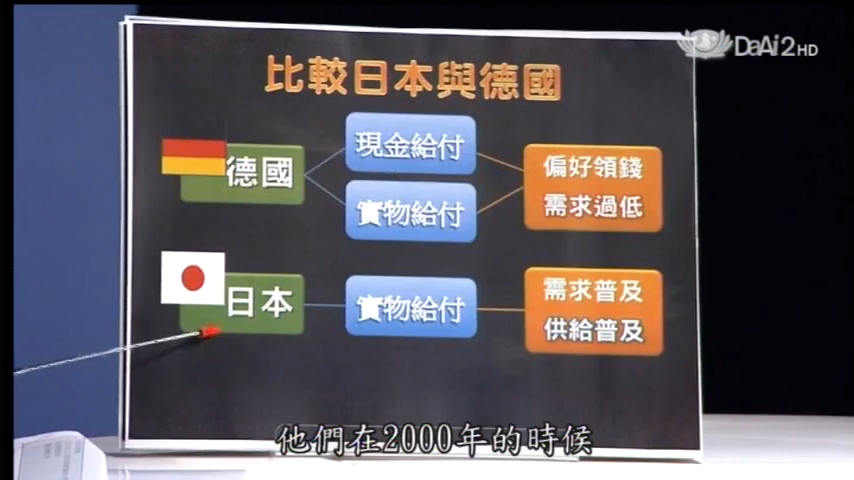 DaAi2HD
比較日本與德國
德國
現金給付
實物給付
偏好領錢
需求過低
日本
實物給付
需求普及
供給普及
他們在2000年的時候